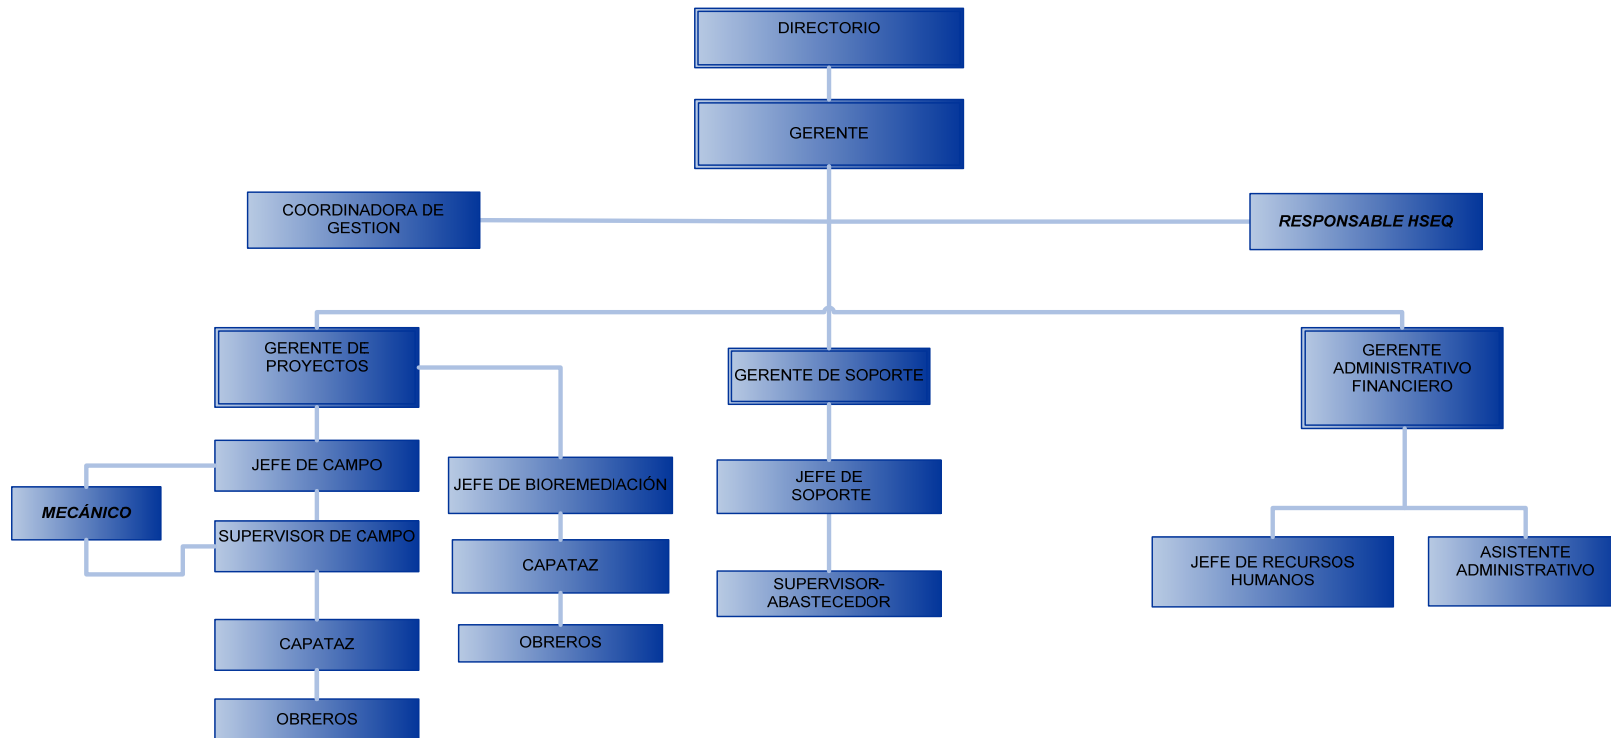 DIRECTORIO
GERENTE
COORDINADORA DE
GESTION
RESPONSABLE HSEQ
GERENTE DE
PROYECTOS
GERENTE DE SOPORTE
GERENTE
ADMINISTRATIVO
FINANCIERO
JEFE DE CAMPO
JEFE DE BIOREMEDIACIÓN
JEFE DE
SOPORTE
MECÁNICO
SUPERVISOR DE CAMPO
JEFE DE RECURSOS
HUMANOS
ASISTENTE
ADMINISTRATIVO
CAPATAZ
SUPERVISOR-
ABASTECEDOR
CAPATAZ
OBREROS
OBREROS